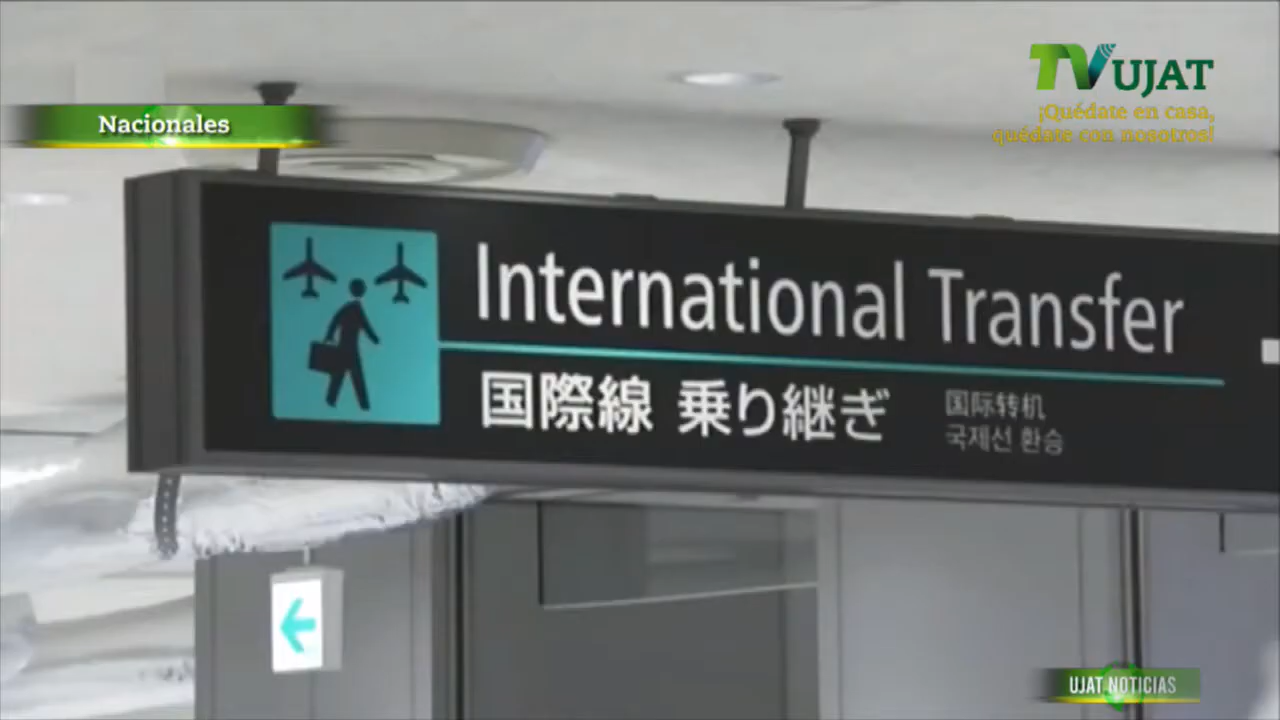 TVUJAT
¡Quédate en casa,
quédate con nosotros!
Nacionales
International Transfer
国際線 乗り継ぎ
国际转机
국제선 환승
UJAT NOTICIAS